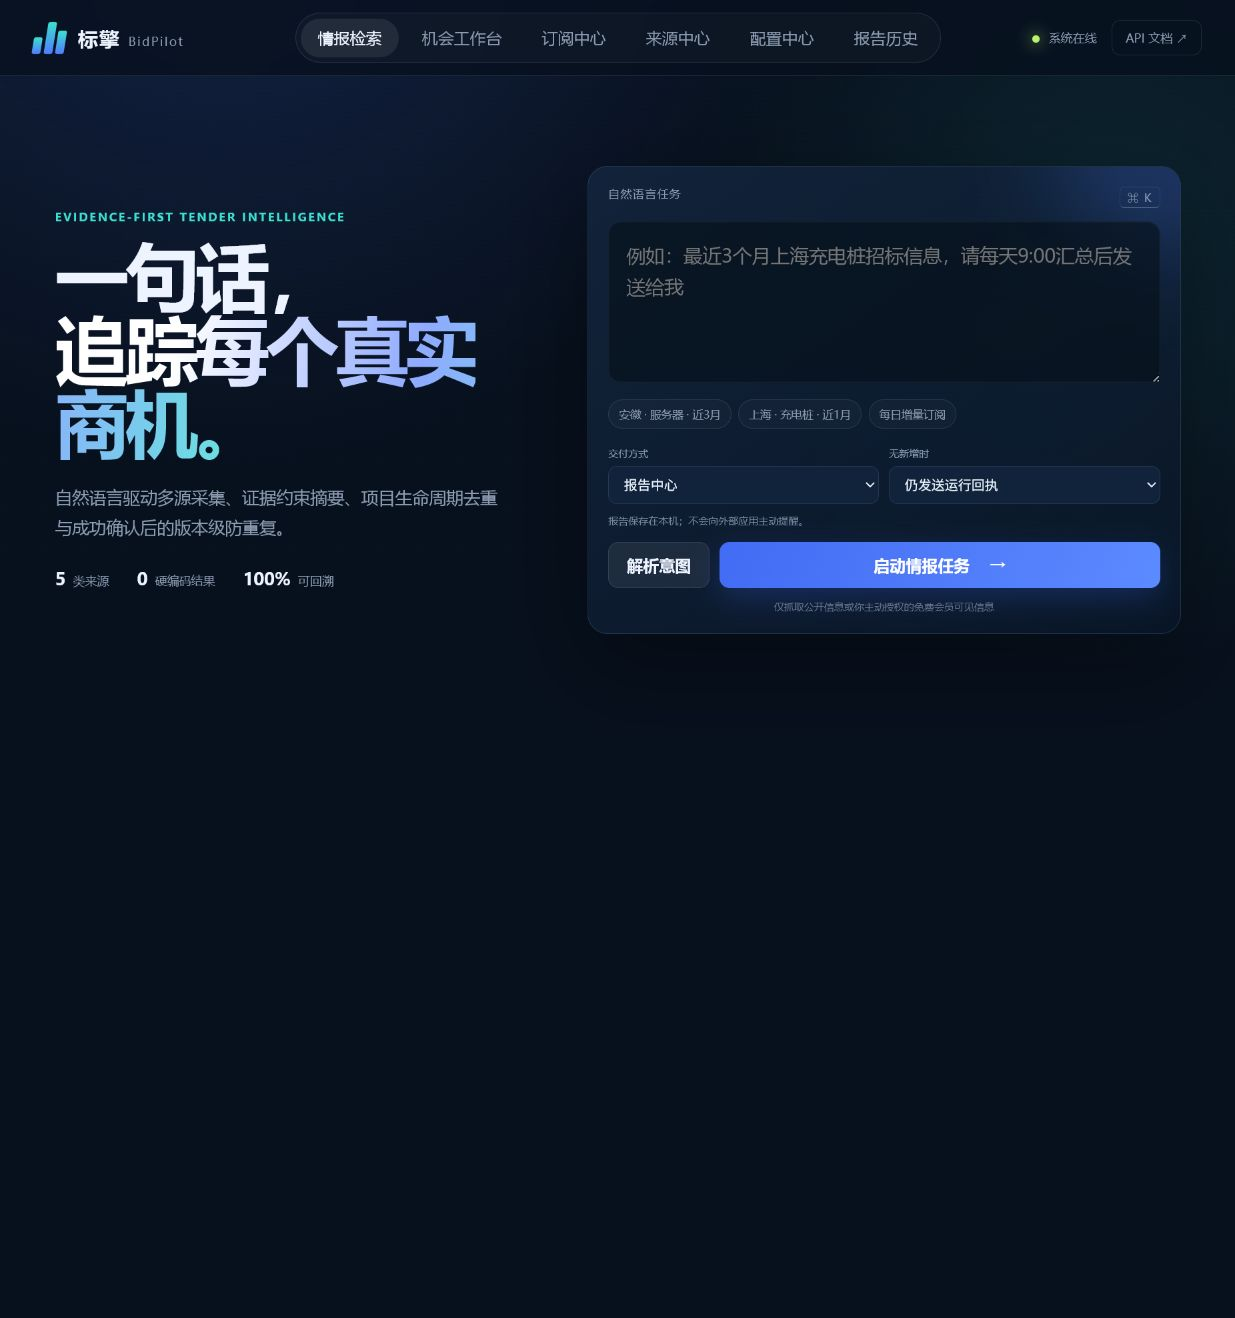 标擎 BidPilot
情报检索 机会工作台 订阅中心 来源中心 配置中心 报告历史
系统在线
API 文档 ↗
EVIDENCE-FIRST TENDER INTELLIGENCE
一句话，
追踪每个真实
商机。
自然语言驱动多源采集、证据约束摘要、项目生命周期去重
与成功确认后的版本级防重复。
5 类来源 0 硬编码结果 100% 可回溯
自然语言任务
⌘ K
例如：最近3个月上海充电桩招标信息，请每天9:00汇总后发
送给我
安徽 · 服务器 · 近3月 上海 · 充电桩 · 近1月 每日增量订阅
交付方式 无新增时
报告中心 仍发送运行回执
报告保存在本机；不会向外部应用主动提醒。
解析意图 启动情报任务 →
仅抓取公开信息或你主动授权的免费会员可见信息